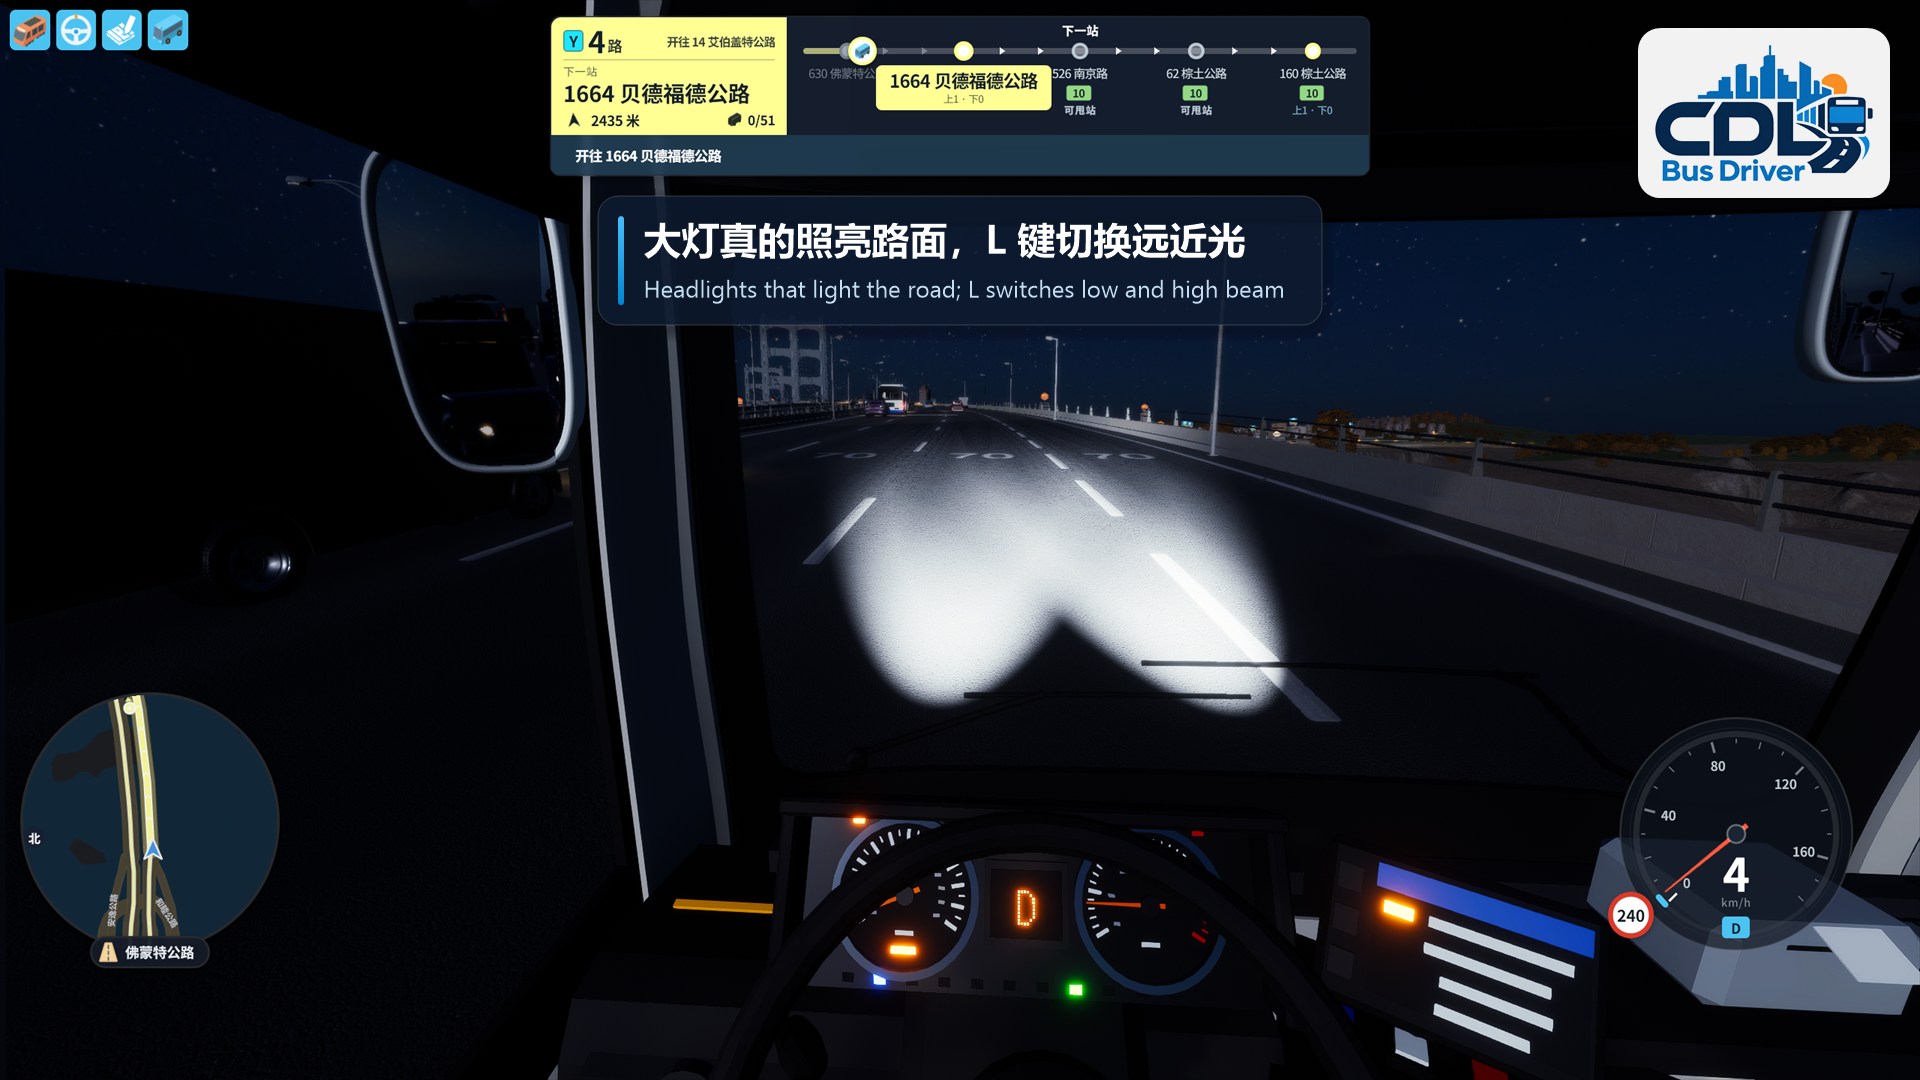 Y 4路 开往 14 艾伯盖特公路
下一站
1664 贝德福德公路
2435 米 0/51
开往 1664 贝德福德公路
下一站
630 佛蒙特公
1664 贝德福德公路
上1 · 下0
526 南京路
10
可甩站
62 棕土公路
10
可甩站
160 棕土公路
10
上1 · 下0
CDL
Bus Driver
大灯真的照亮路面，L 键切换远近光
Headlights that light the road; L switches low and high beam
70 70 70
北
佛蒙特公路
D
0 40 80 120 160
4
km/h
D
240